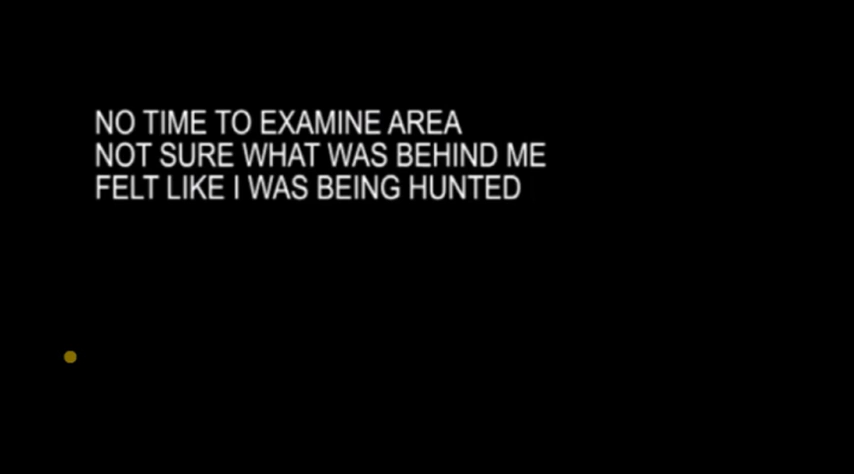 NO TIME TO EXAMINE AREA
NOT SURE WHAT WAS BEHIND ME
FELT LIKE I WAS BEING HUNTED